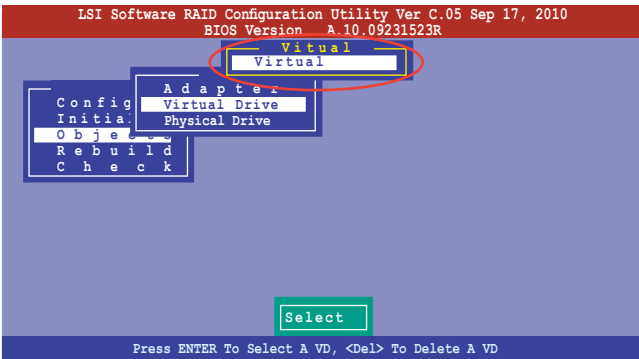 LSI Software RAID Configuration Utility Ver C.05 Sep 17, 2010
BIOS Version A.10.09231523R
Vitual
Virtual
Adapter
Virtual Drive
Physical Drive
Config
Initia
Objects
Rebuild
Check
Select
Press ENTER To Select A VD, <Del> To Delete A VD